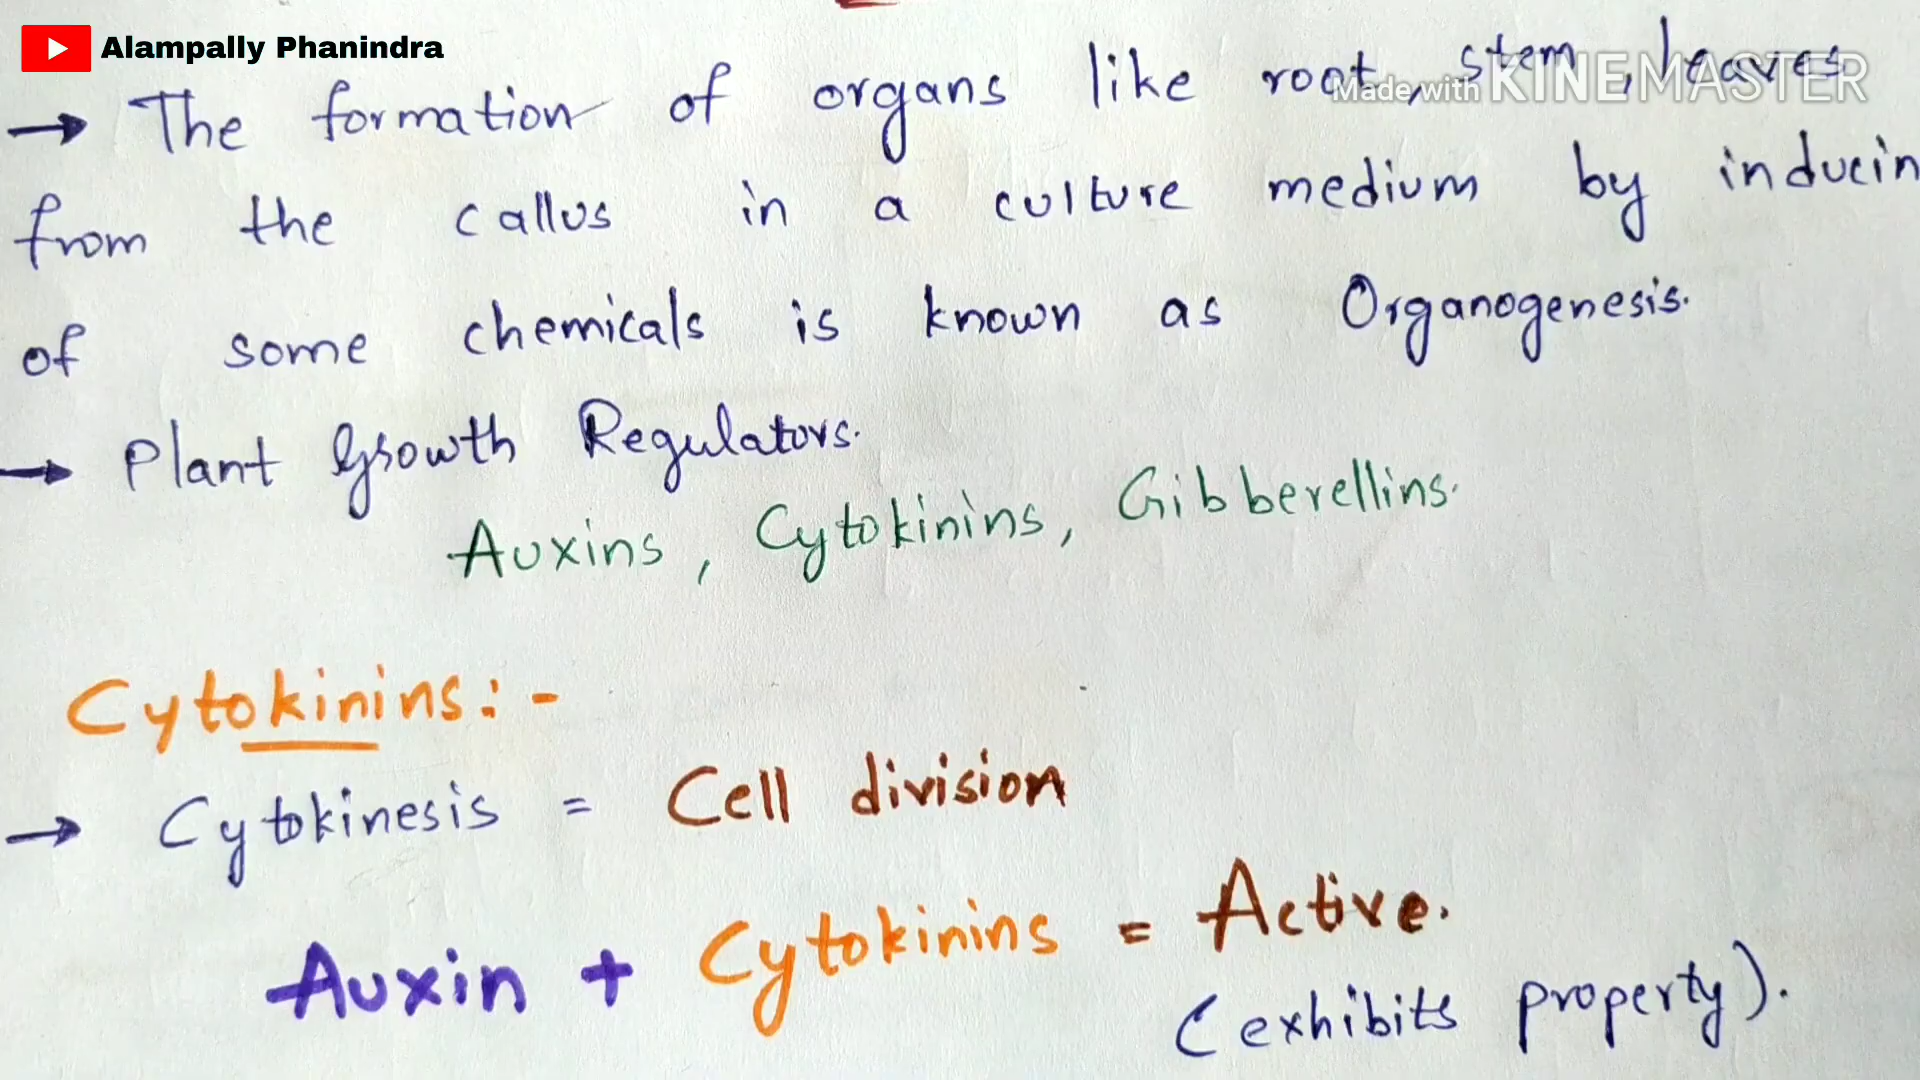 Alampally Phanindra
Made with KINEMASTER
→ The formation of organs like root, stem, leaves
from the callus in a culture medium by inducin
of some chemicals is known as Organogenesis.
→ Plant Growth Regulators.
Auxins, Cytokinins, Gibberellins.
Cytokinins:-
→ Cytokinesis = Cell division
Auxin + Cytokinins = Active.
(exhibits property).